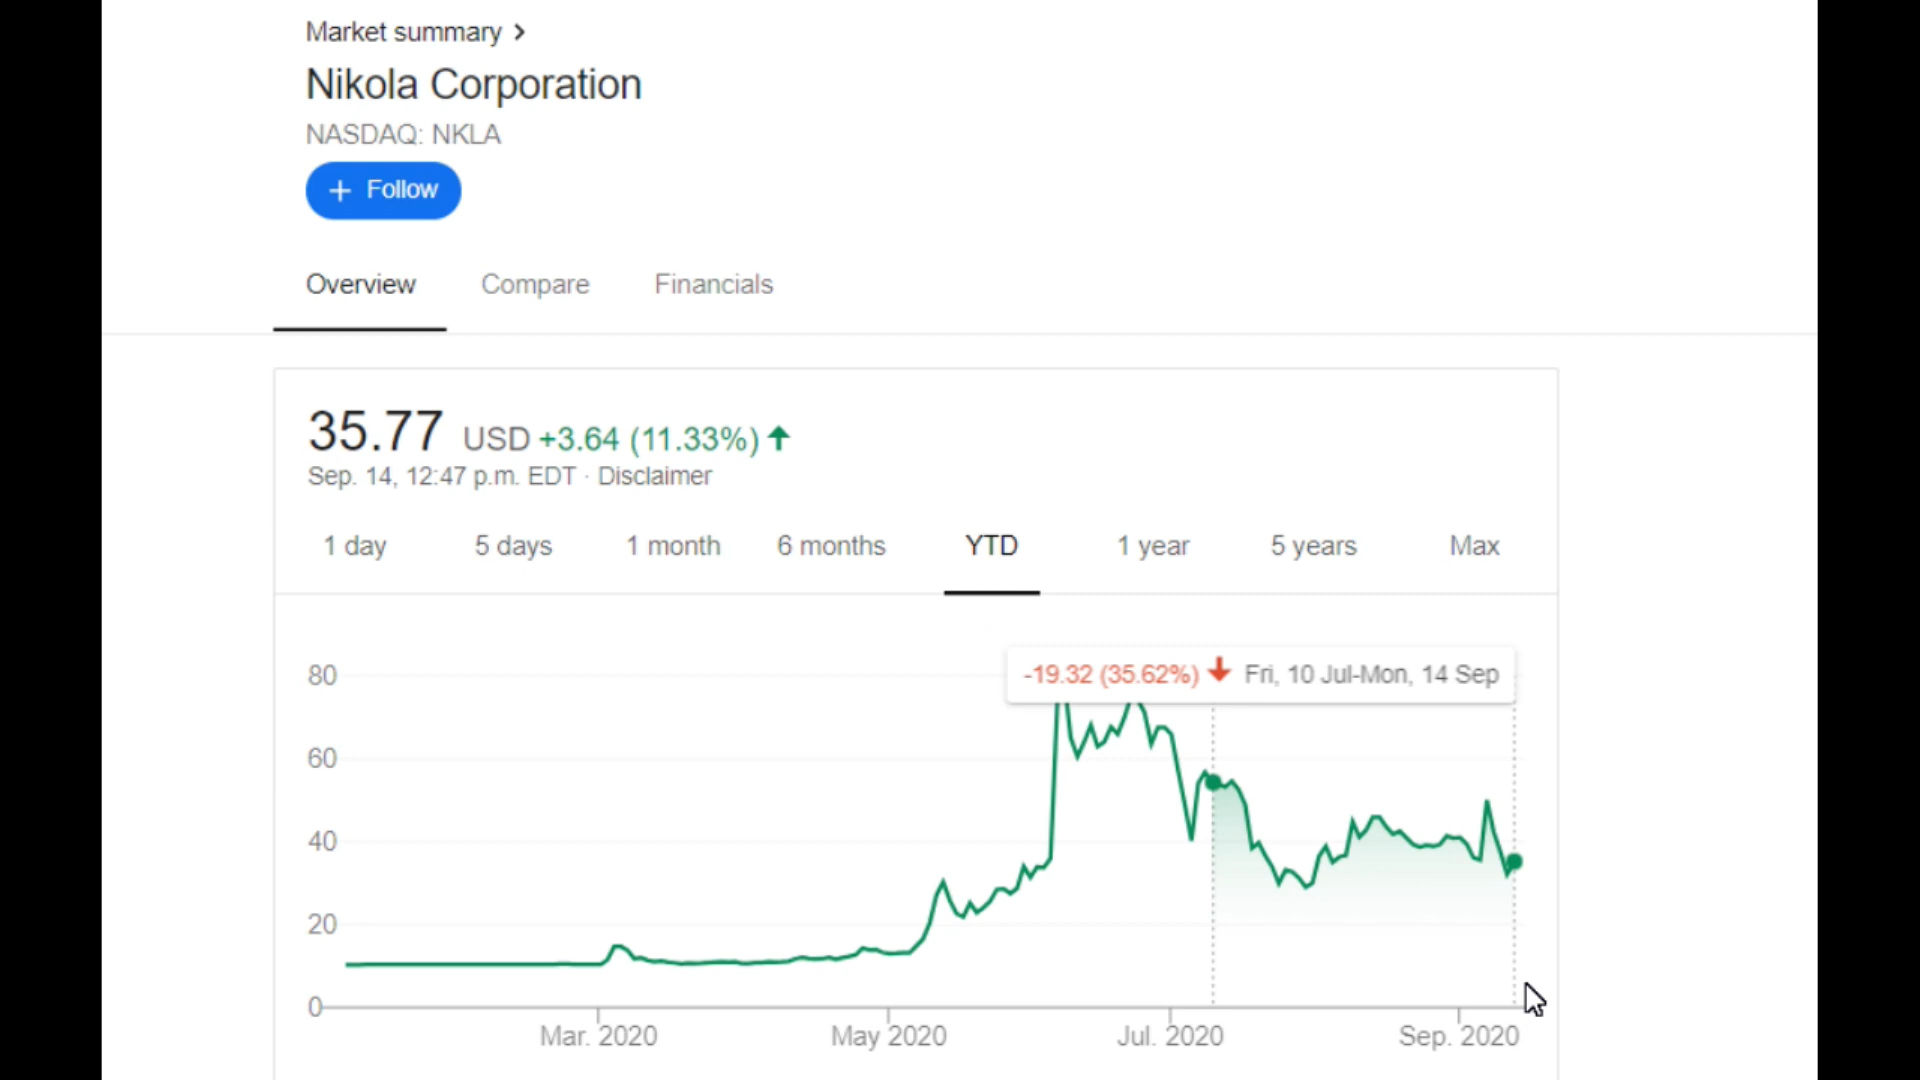 Market summary >
Nikola Corporation
NASDAQ: NKLA
+ Follow
Overview Compare Financials
35.77 USD +3.64 (11.33%) ↑
Sep. 14, 12:47 p.m. EDT · Disclaimer
1 day 5 days 1 month 6 months YTD 1 year 5 years Max
-19.32 (35.62%) ↓ Fri, 10 Jul-Mon, 14 Sep
80
60
40
20
0
Mar. 2020 May 2020 Jul. 2020 Sep. 2020